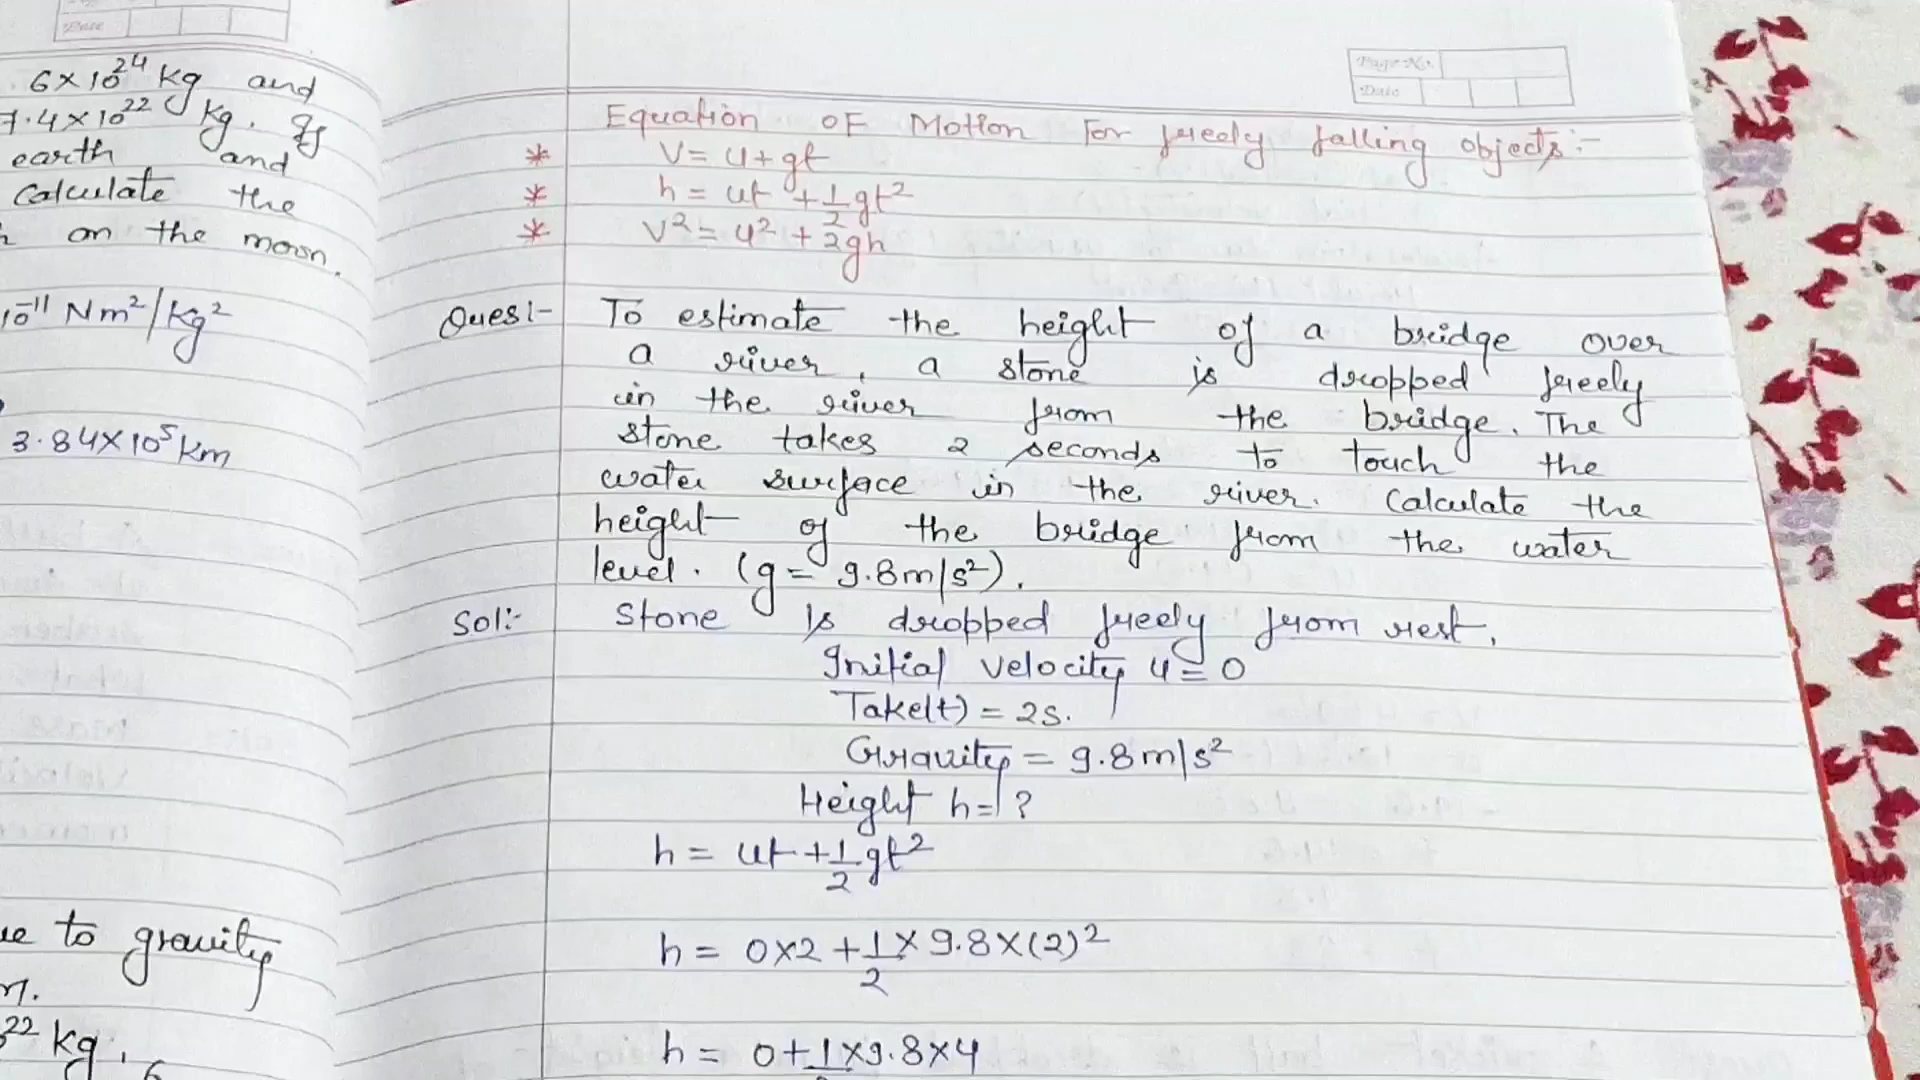 Date
6×10²⁴ kg and
7.4×10²² kg. If
earth and
Calculate the
on the moon.
10⁻¹¹ Nm²/kg²
3.84×10⁵ km
to gravity
22 kg.
Page No.
Date
Equation OF Motion For freely falling objects:-
* V= u+gt
* h= ut +1/2 gt²
* V²= u² + 2gh
Ques:- To estimate the height of a bridge over
a river, a stone is dropped freely
in the river from the bridge. The
stone takes 2 seconds to touch the
water surface in the river. Calculate the
height of the bridge from the water
level. (g= 9.8m/s²).
Sol:- Stone is dropped freely from rest,
Initial velocity u=0
Take(t) = 2s.
Gravity = 9.8m/s²
Height h= ?
h= ut +1/2 gt²
h= 0×2 +1/2 × 9.8×(2)²
h= 0+1/2×9.8×4